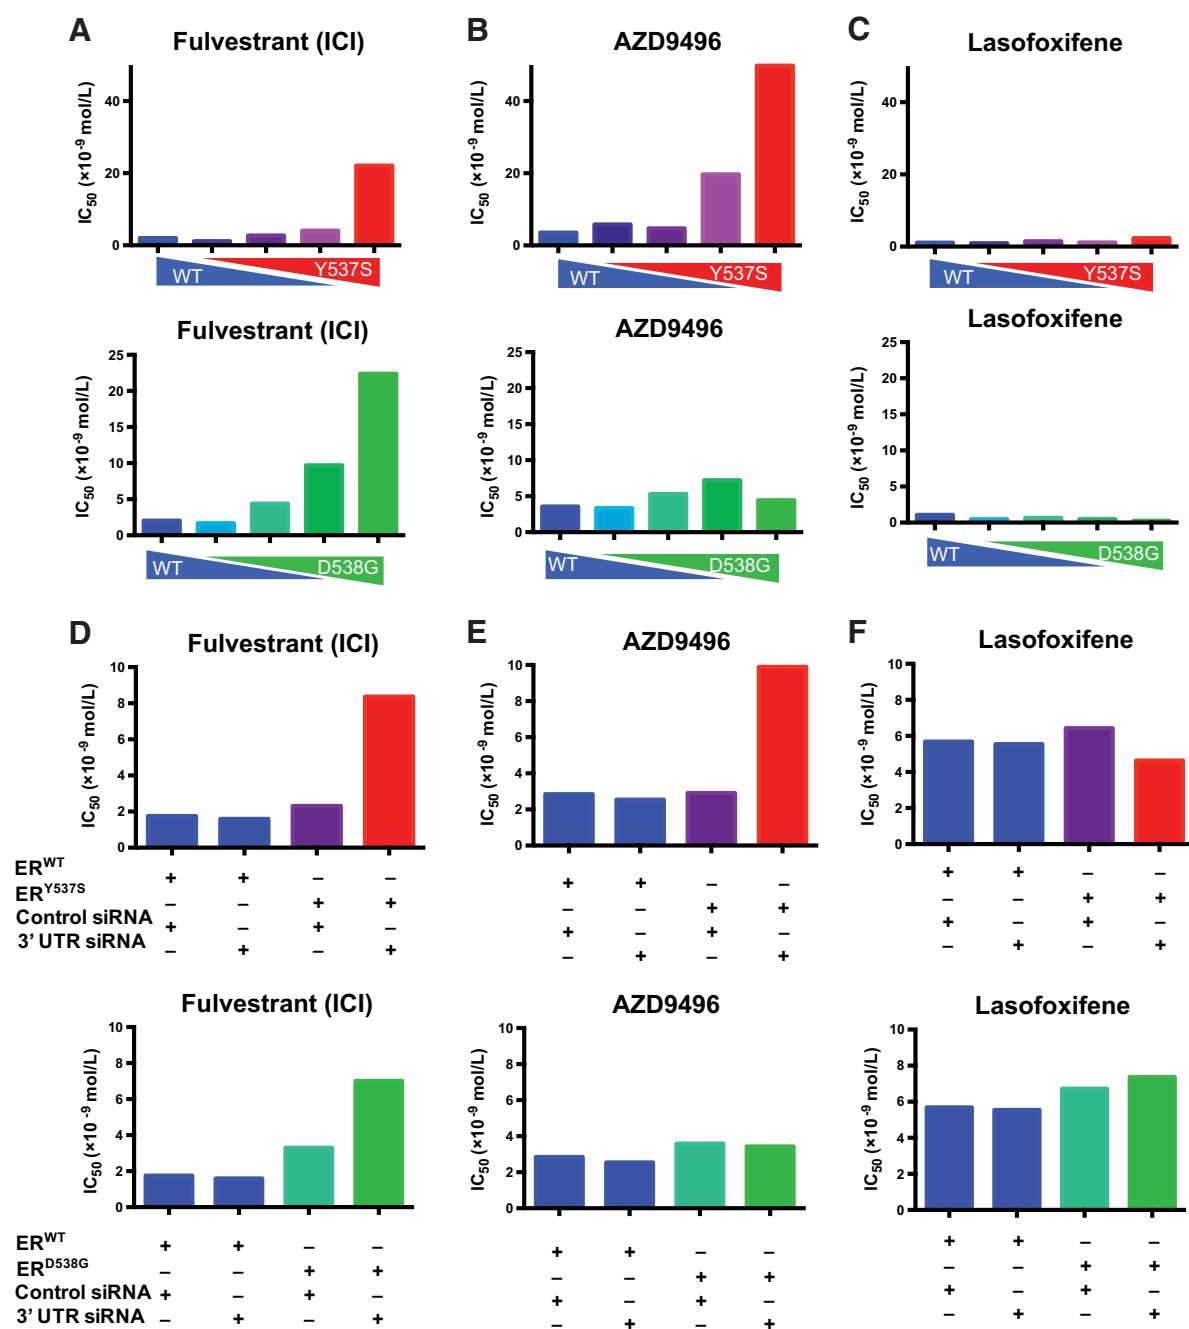 A
B
C
Fulvestrant (ICI)
AZD9496
Lasofoxifene
IC50 (×10-9 mol/L)
40
20
0
IC50 (×10-9 mol/L)
40
20
0
IC50 (×10-9 mol/L)
40
20
0
WT
Y537S
WT
Y537S
WT
Y537S
Fulvestrant (ICI)
AZD9496
Lasofoxifene
IC50 (×10-9 mol/L)
25
20
15
10
5
0
IC50 (×10-9 mol/L)
25
20
15
10
5
0
IC50 (×10-9 mol/L)
25
20
15
10
5
0
WT
D538G
WT
D538G
WT
D538G
D
E
F
Fulvestrant (ICI)
AZD9496
Lasofoxifene
IC50 (×10-9 mol/L)
10
8
6
4
2
0
IC50 (×10-9 mol/L)
10
8
6
4
2
0
IC50 (×10-9 mol/L)
10
8
6
4
2
0
ERWT + + – – + + – – + + – –
ERY537S – – + + – – + + – – + +
Control siRNA + – + – + – + – + – + –
3’ UTR siRNA – + – + – + – + – + – +
Fulvestrant (ICI)
AZD9496
Lasofoxifene
IC50 (×10-9 mol/L)
10
8
6
4
2
0
IC50 (×10-9 mol/L)
10
8
6
4
2
0
IC50 (×10-9 mol/L)
10
8
6
4
2
0
ERWT + + – – + + – – + + – –
ERD538G – – + + – – + + – – + +
Control siRNA + – + – + – + – + – + –
3’ UTR siRNA – + – + – + – + – + – +